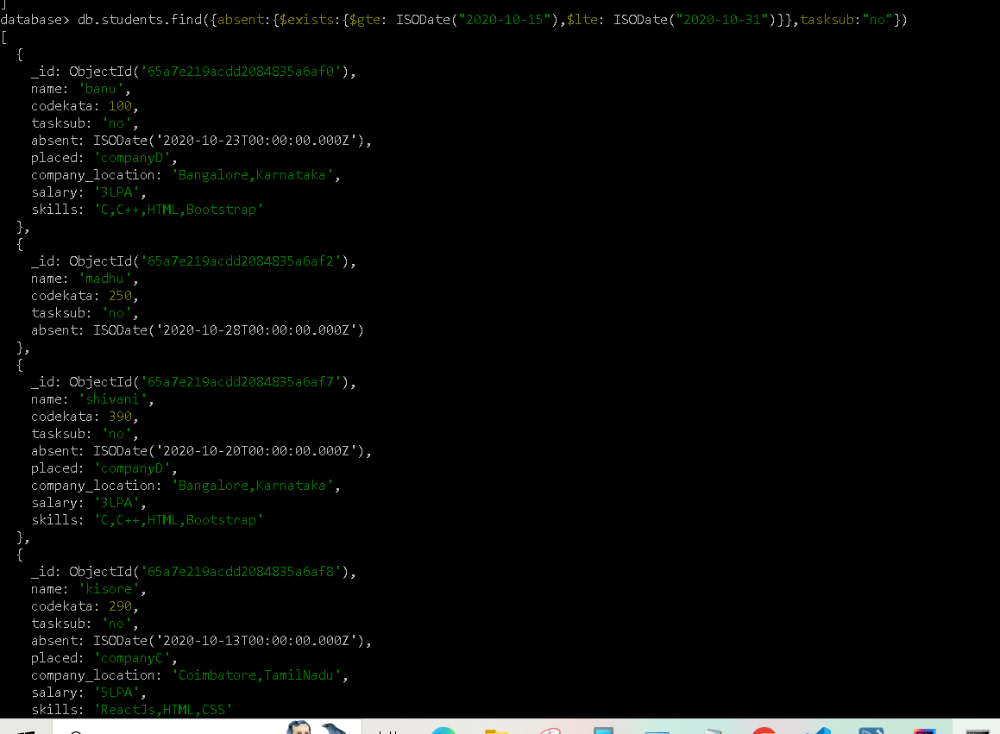 ]
database> db.students.find({absent:{$exists:{$gte: ISODate("2020-10-15"),$lte: ISODate("2020-10-31")}},tasksub:"no"})
[
  {
    _id: ObjectId('65a7e219acdd2084835a6af0'),
    name: 'banu',
    codekata: 100,
    tasksub: 'no',
    absent: ISODate('2020-10-23T00:00:00.000Z'),
    placed: 'companyD',
    company_location: 'Bangalore,Karnataka',
    salary: '3LPA',
    skills: 'C,C++,HTML,Bootstrap'
  },
  {
    _id: ObjectId('65a7e219acdd2084835a6af2'),
    name: 'madhu',
    codekata: 250,
    tasksub: 'no',
    absent: ISODate('2020-10-28T00:00:00.000Z')
  },
  {
    _id: ObjectId('65a7e219acdd2084835a6af7'),
    name: 'shivani',
    codekata: 390,
    tasksub: 'no',
    absent: ISODate('2020-10-20T00:00:00.000Z'),
    placed: 'companyD',
    company_location: 'Bangalore,Karnataka',
    salary: '3LPA',
    skills: 'C,C++,HTML,Bootstrap'
  },
  {
    _id: ObjectId('65a7e219acdd2084835a6af8'),
    name: 'kisore',
    codekata: 290,
    tasksub: 'no',
    absent: ISODate('2020-10-13T00:00:00.000Z'),
    placed: 'companyC',
    company_location: 'Coimbatore,TamilNadu',
    salary: '5LPA',
    skills: 'ReactJs,HTML,CSS'